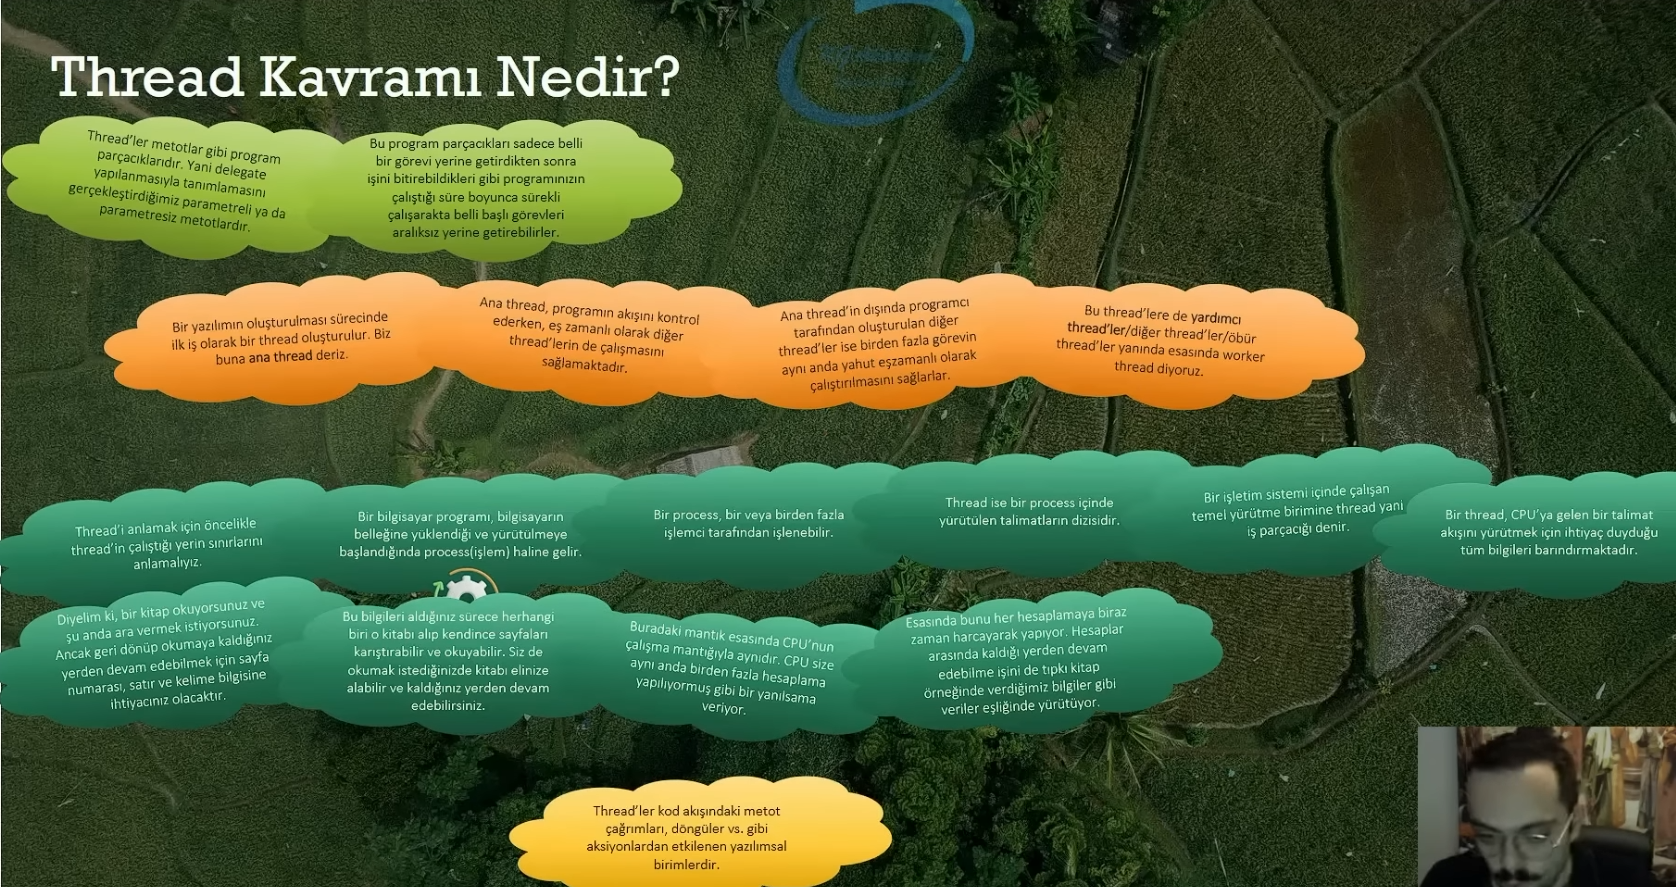 Thread Kavramı Nedir?
Thread'ler metotlar gibi program
parçacıklarıdır. Yani delegate
yapılanmasıyla tanımlamasını
gerçekleştirdiğimiz parametreli ya da
parametresiz metotlardır.
Bu program parçacıkları sadece belli
bir görevi yerine getirdikten sonra
işini bitirebildikleri gibi programınızın
çalıştığı süre boyunca sürekli
çalışarakta belli başlı görevleri
aralıksız yerine getirebilirler.
Bir yazılımın oluşturulması sürecinde
ilk iş olarak bir thread oluşturulur. Biz
buna ana thread deriz.
Ana thread, programın akışını kontrol
ederken, eş zamanlı olarak diğer
thread'lerin de çalışmasını
sağlamaktadır.
Ana thread'in dışında programcı
tarafından oluşturulan diğer
thread'ler ise birden fazla görevin
aynı anda yahut eşzamanlı olarak
çalıştırılmasını sağlarlar.
Bu thread'lere de yardımcı
thread'ler/diğer thread'ler/öbür
thread'ler yanında esasında worker
thread diyoruz.
Thread'i anlamak için öncelikle
thread'in çalıştığı yerin sınırlarını
anlamalıyız.
Bir bilgisayar programı, bilgisayarın
belleğine yüklendiği ve yürütülmeye
başlandığında process(işlem) haline gelir.
Bir process, bir veya birden fazla
işlemci tarafından işlenebilir.
Thread ise bir process içinde
yürütülen talimatların dizisidir.
Bir işletim sistemi içinde çalışan
temel yürütme birimine thread yani
iş parçacığı denir.
Bir thread, CPU'ya gelen bir talimat
akışını yürütmek için ihtiyaç duyduğu
tüm bilgileri barındırmaktadır.
Diyelim ki, bir kitap okuyorsunuz ve
şu anda ara vermek istiyorsunuz.
Ancak geri dönüp okumaya kaldığınız
yerden devam edebilmek için sayfa
numarası, satır ve kelime bilgisine
ihtiyacınız olacaktır.
Bu bilgileri aldığınız sürece herhangi
biri o kitabı alıp kendince sayfaları
karıştırabilir ve okuyabilir. Siz de
okumak istediğinizde kitabı elinize
alabilir ve kaldığınız yerden devam
edebilirsiniz.
Buradaki mantık esasında CPU'nun
çalışma mantığıyla aynıdır. CPU size
aynı anda birden fazla hesaplama
yapılıyormuş gibi bir yanılsama
veriyor.
Esasında bunu her hesaplamaya biraz
zaman harcayarak yapıyor. Hesaplar
arasında kaldığı yerden devam
edebilme işini de tıpkı kitap
örneğinde verdiğimiz bilgiler gibi
veriler eşliğinde yürütüyor.
Thread'ler kod akışındaki metot
çağrımları, döngüler vs. gibi
aksiyonlardan etkilenen yazılımsal
birimlerdir.